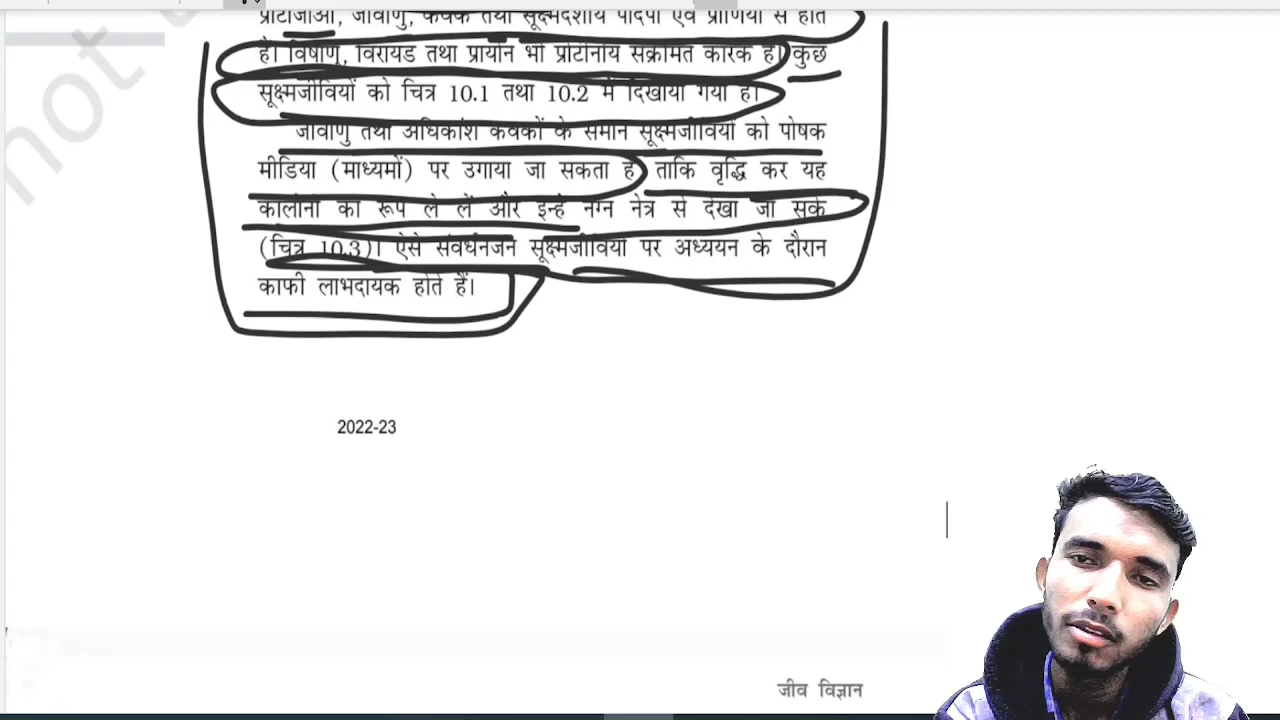 प्रोटोजोआ, जीवाणु, कवक तथा सूक्ष्मदर्शीय पादपों एवं प्राणियों से होते
हैं। विषाणु, विरायड तथा प्रायॉन भी प्रोटीनीय संक्रमित कारक हैं। कुछ
सूक्ष्मजीवियों को चित्र 10.1 तथा 10.2 में दिखाया गया है।
जीवाणु तथा अधिकांश कवकों के समान सूक्ष्मजीवियों को पोषक
मीडिया (माध्यमों) पर उगाया जा सकता है ताकि वृद्धि कर यह
कालोनी का रूप ले लें और इन्हें नग्न नेत्र से देखा जा सके
(चित्र 10.3)। ऐसे संवर्धनजन सूक्ष्मजीवियों पर अध्ययन के दौरान
काफी लाभदायक होते हैं।
2022-23
जीव विज्ञान
not